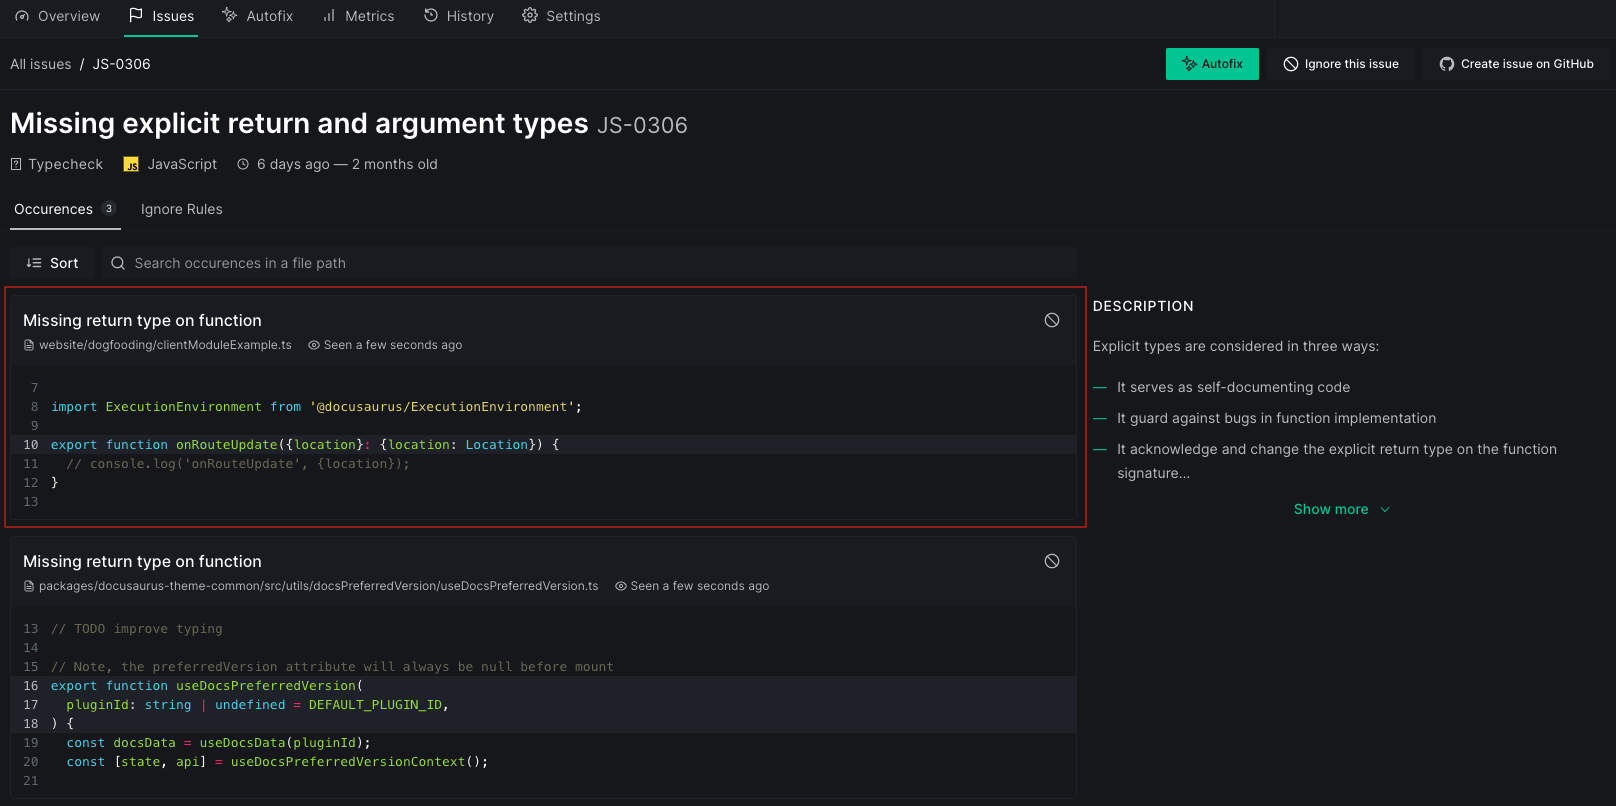 Overview Issues Autofix Metrics History Settings
All issues / JS-0306 Autofix Ignore this issue Create issue on GitHub
Missing explicit return and argument types JS-0306
Typecheck JS JavaScript 6 days ago — 2 months old
Occurences 3 Ignore Rules
Sort Search occurences in a file path
Missing return type on function
website/dogfooding/clientModuleExample.ts Seen a few seconds ago
7
8 import ExecutionEnvironment from '@docusaurus/ExecutionEnvironment';
9
10 export function onRouteUpdate({location}: {location: Location}) {
11 // console.log('onRouteUpdate', {location});
12 }
13
Missing return type on function
packages/docusaurus-theme-common/src/utils/docsPreferredVersion/useDocsPreferredVersion.ts Seen a few seconds ago
13 // TODO improve typing
14
15 // Note, the preferredVersion attribute will always be null before mount
16 export function useDocsPreferredVersion(
17 pluginId: string | undefined = DEFAULT_PLUGIN_ID,
18 ) {
19 const docsData = useDocsData(pluginId);
20 const [state, api] = useDocsPreferredVersionContext();
21
DESCRIPTION
Explicit types are considered in three ways:
— It serves as self-documenting code
— It guard against bugs in function implementation
— It acknowledge and change the explicit return type on the function
signature...
Show more